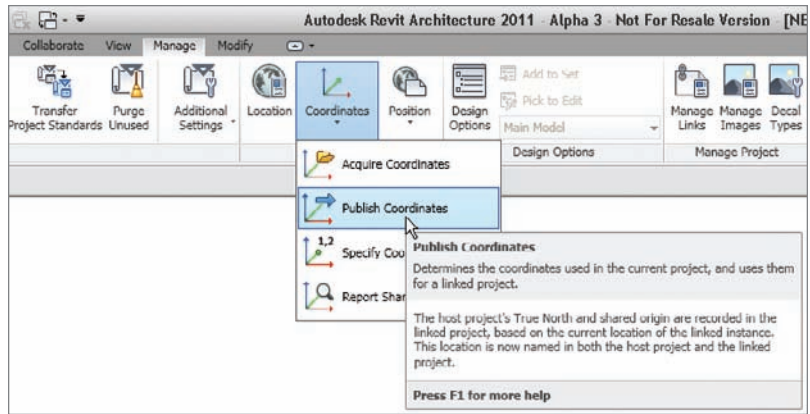 Autodesk Revit Architecture 2011 - Alpha 3 - Not For Resale Version - [NE
Collaborate View Manage Modify
Transfer Project Standards
Purge Unused
Additional Settings
Location
Coordinates
Position
Design Options
Add to Set
Pick to Edit
Main Model
Manage Links
Manage Images
Decal Types
Design Options
Manage Project
Acquire Coordinates
Publish Coordinates
1,2
Specify Coo
Report Shar
Publish Coordinates
Determines the coordinates used in the current project, and uses them
for a linked project.
The host project's True North and shared origin are recorded in the
linked project, based on the current location of the linked instance.
This location is now named in both the host project and the linked
project.
Press F1 for more help